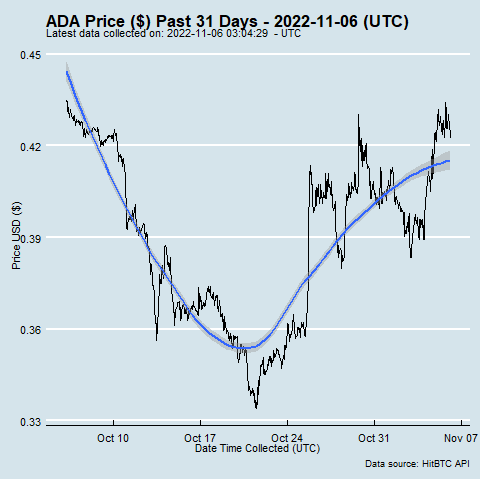 ADA Price ($) Past 31 Days - 2022-11-06 (UTC)
Latest data collected on: 2022-11-06 03:04:29 - UTC
0.45
0.42
0.39
0.36
0.33
Price USD ($)
Oct 10 Oct 17 Oct 24 Oct 31 Nov 07
Date Time Collected (UTC)
Data source: HitBTC API